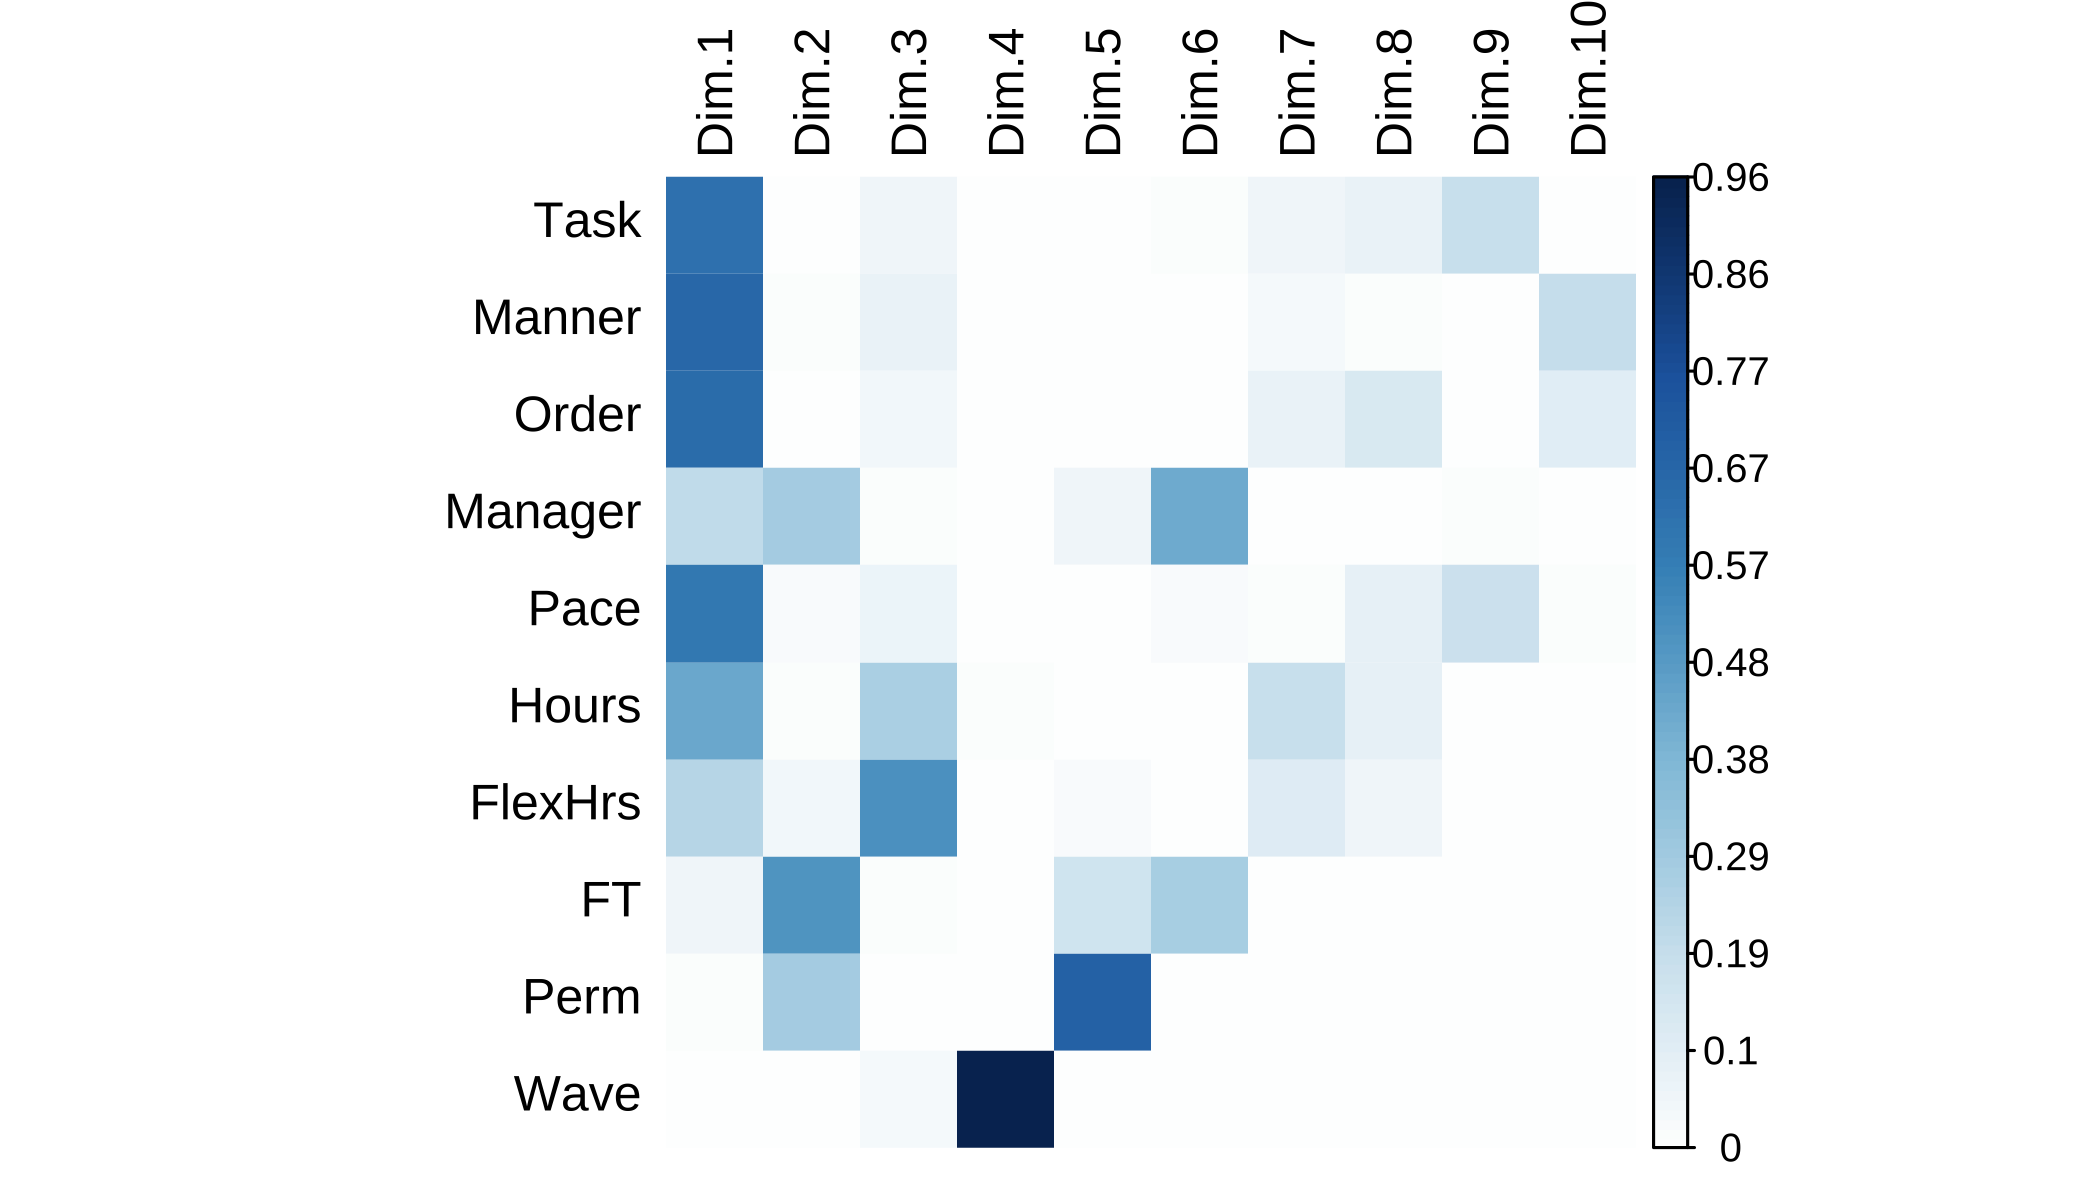 Dim.1 Dim.2 Dim.3 Dim.4 Dim.5 Dim.6 Dim.7 Dim.8 Dim.9 Dim.10
Task
Manner
Order
Manager
Pace
Hours
FlexHrs
FT
Perm
Wave
0.96
0.86
0.77
0.67
0.57
0.48
0.38
0.29
0.19
0.1
0